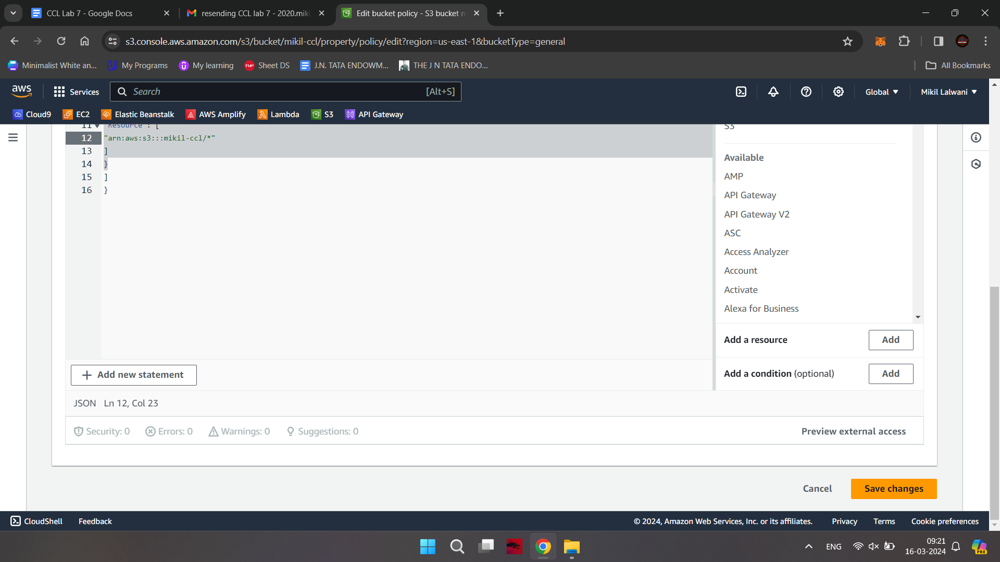 CCL Lab 7 - Google Docs
resending CCL lab 7 - 2020.miki
Edit bucket policy - S3 bucket n
s3.console.aws.amazon.com/s3/bucket/mikil-ccl/property/policy/edit?region=us-east-1&bucketType=general
Minimalist White an... My Programs My learning TUF Sheet DS J.N. TATA ENDOWM... THE J N TATA ENDO... All Bookmarks
aws Services Search [Alt+S] Global Mikil Lalwani
Cloud9 EC2 Elastic Beanstalk AWS Amplify Lambda S3 API Gateway
11 "Resource": [
12 "arn:aws:s3:::mikil-ccl/*"
13 ]
14 }
15 ]
16 }
S3
Available
AMP
API Gateway
API Gateway V2
ASC
Access Analyzer
Account
Activate
Alexa for Business
Add a resource Add
+ Add new statement
Add a condition (optional) Add
JSON Ln 12, Col 23
Security: 0 Errors: 0 Warnings: 0 Suggestions: 0 Preview external access
Cancel Save changes
CloudShell Feedback © 2024, Amazon Web Services, Inc. or its affiliates. Privacy Terms Cookie preferences
ENG 09:21
16-03-2024
PRE